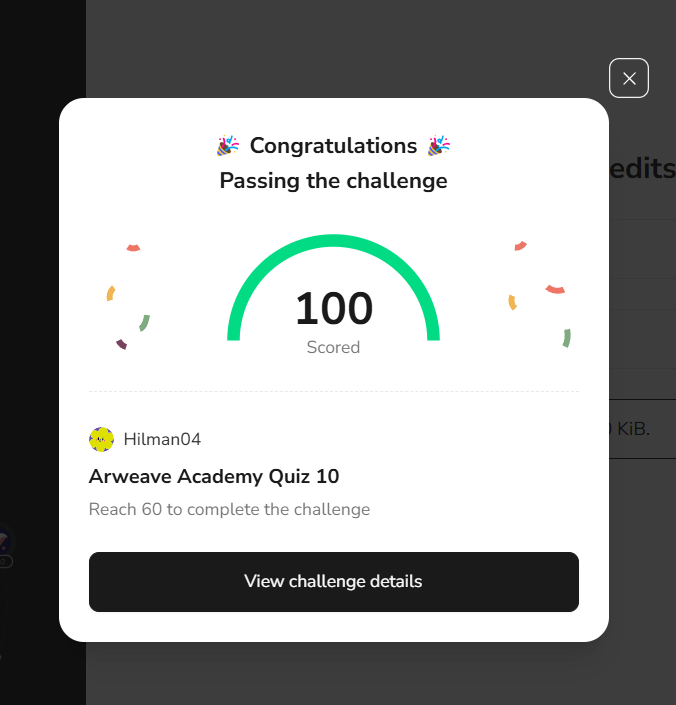 🎉 Congratulations 🎉
Passing the challenge
edits
100
Scored
KiB.
Hilman04
Arweave Academy Quiz 10
Reach 60 to complete the challenge
View challenge details